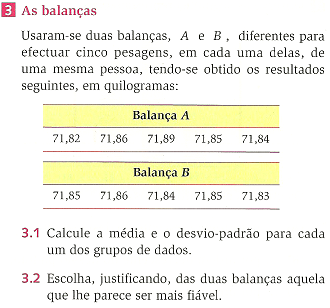 3 As balanças
Usaram-se duas balanças, A e B, diferentes para
efectuar cinco pesagens, em cada uma delas, de
uma mesma pessoa, tendo-se obtido os resultados
seguintes, em quilogramas:
Balança A
71,82 71,86 71,89 71,85 71,84
Balança B
71,85 71,86 71,84 71,85 71,83
3.1 Calcule a média e o desvio-padrão para cada
um dos grupos de dados.
3.2 Escolha, justificando, das duas balanças aquela
que lhe parece ser mais fiável.